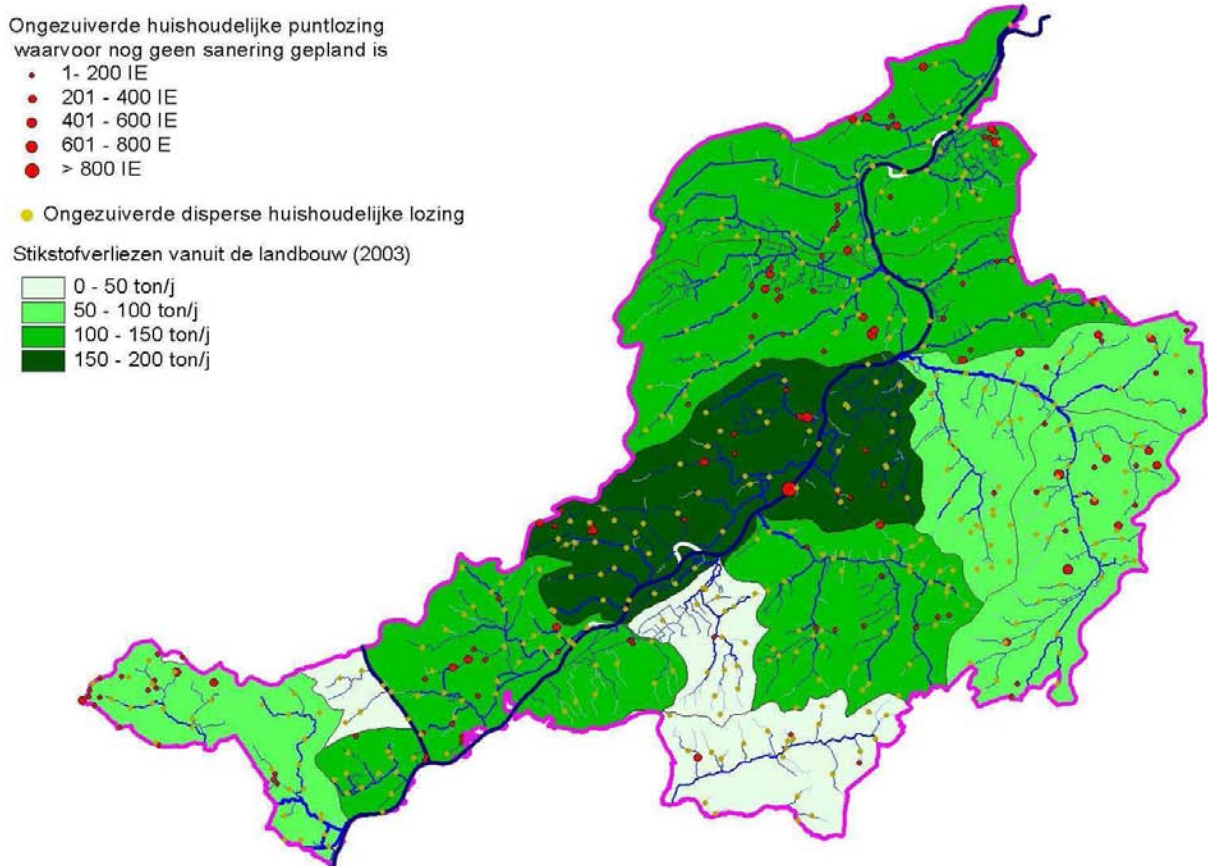 Ongezuiverde huishoudelijke puntlozing
waarvoor nog geen sanering gepland is
1- 200 IE
201 - 400 IE
401 - 600 IE
601 - 800 E
> 800 IE
Ongezuiverde disperse huishoudelijke lozing
Stikstofverliezen vanuit de landbouw (2003)
0 - 50 ton/j
50 - 100 ton/j
100 - 150 ton/j
150 - 200 ton/j